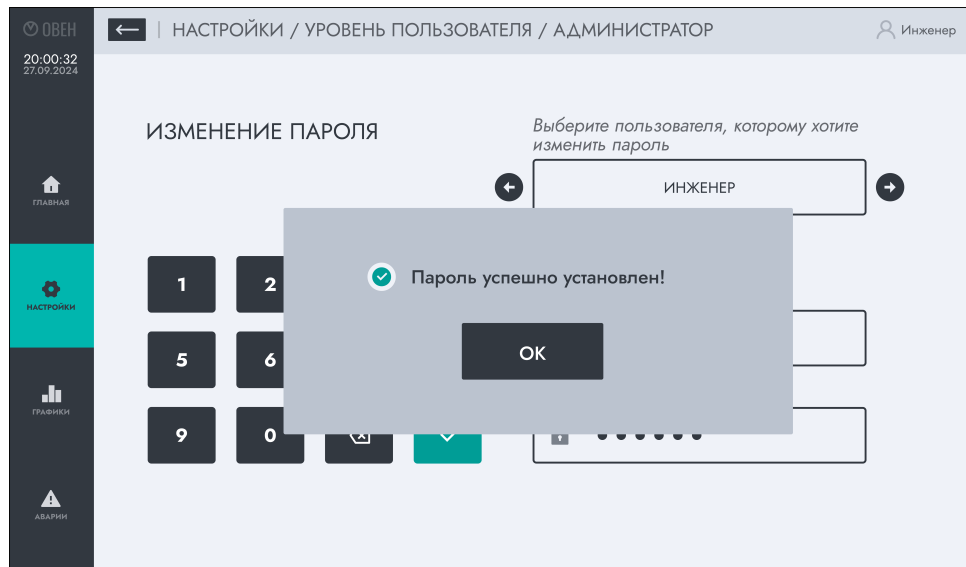 ОВЕН
НАСТРОЙКИ / УРОВЕНЬ ПОЛЬЗОВАТЕЛЯ / АДМИНИСТРАТОР
Инженер
20:00:32
27.09.2024
ИЗМЕНЕНИЕ ПАРОЛЯ
Выберите пользователя, которому хотите
изменить пароль
ИНЖЕНЕР
ГЛАВНАЯ
НАСТРОЙКИ
ГРАФИКИ
АВАРИИ
1
2
5
6
9
0
Пароль успешно установлен!
ОК